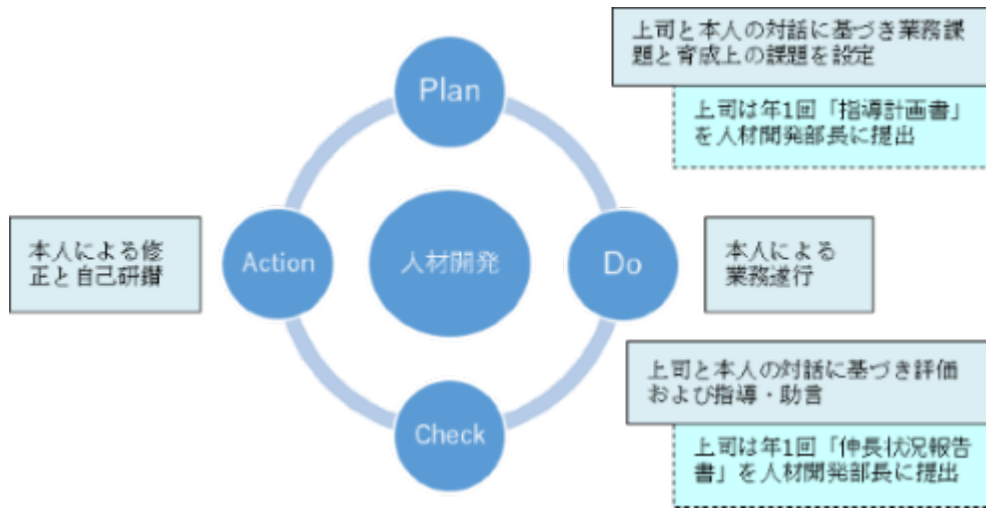 Plan
上司と本人の対話に基づき業務課
題と育成上の課題を設定
上司は年1回「指導計画書」
を人材開発部長に提出
本人による修
正と自己研鑽
Action
人材開発
Do
本人による
業務遂行
Check
上司と本人の対話に基づき評価
および指導・助言
上司は年1回「伸長状況報告
書」を人材開発部長に提出